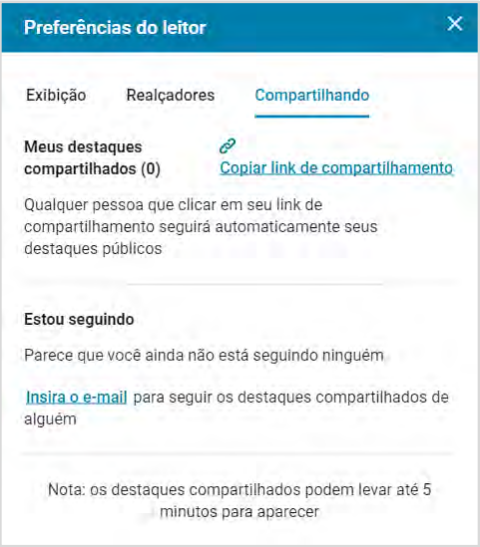 Preferências do leitor
Exibição
Realçadores
Compartilhando
Meus destaques
compartilhados (0)
Copiar link de compartilhamento
Qualquer pessoa que clicar em seu link de
compartilhamento seguirá automaticamente seus
destaques públicos
Estou seguindo
Parece que você ainda não está seguindo ninguém
Insira o e-mail para seguir os destaques compartilhados de
alguém
Nota: os destaques compartilhados podem levar até 5
minutos para aparecer